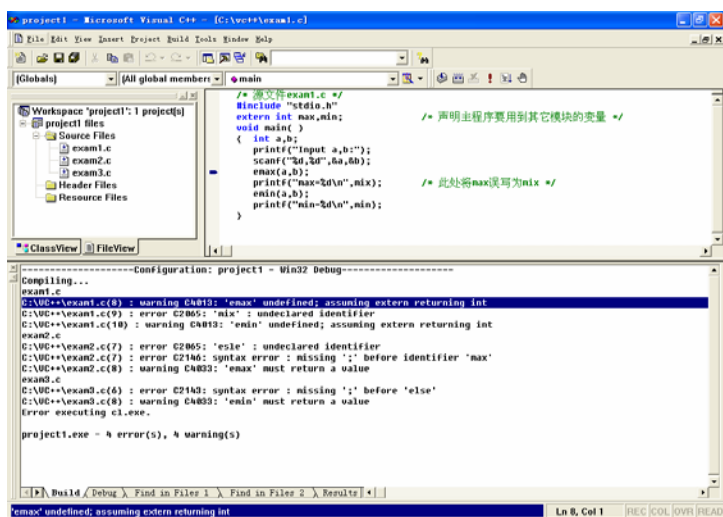 project1 - Microsoft Visual C++ - [C:\vc++\exam1.c]
File Edit View Insert Project Build Tools Window Help
(Globals) (All global members main
Workspace 'project1': 1 project(s)
project1 files
Source Files
exam1.c
exam2.c
exam3.c
Header Files
Resource Files
ClassView FileView
/* 源文件exam1.c */
#include "stdio.h"
extern int max,min; /* 声明主程序要用到其它模块的变量 */
void main( )
{ int a,b;
printf("Input a,b:");
scanf("%d,%d",&a,&b);
emax(a,b);
printf("max=%d\n",mix); /* 此处将max误写为mix */
emin(a,b);
printf("min=%d\n",min);
}
--------------------Configuration: project1 - Win32 Debug--------------------
Compiling...
exam1.c
C:\VC++\exam1.c(8) : warning C4013: 'emax' undefined; assuming extern returning int
C:\VC++\exam1.c(9) : error C2065: 'mix' : undeclared identifier
C:\VC++\exam1.c(10) : warning C4013: 'emin' undefined; assuming extern returning int
exam2.c
C:\VC++\exam2.c(7) : error C2065: 'esle' : undeclared identifier
C:\VC++\exam2.c(7) : error C2146: syntax error : missing ';' before identifier 'max'
C:\VC++\exam2.c(8) : warning C4033: 'emax' must return a value
exam3.c
C:\VC++\exam3.c(6) : error C2143: syntax error : missing ';' before 'else'
C:\VC++\exam3.c(8) : warning C4033: 'emin' must return a value
Error executing cl.exe.
project1.exe - 4 error(s), 4 warning(s)
Build Debug Find in Files 1 Find in Files 2 Results
'emax' undefined; assuming extern returning int Ln 8, Col 1 REC COL OVR READ